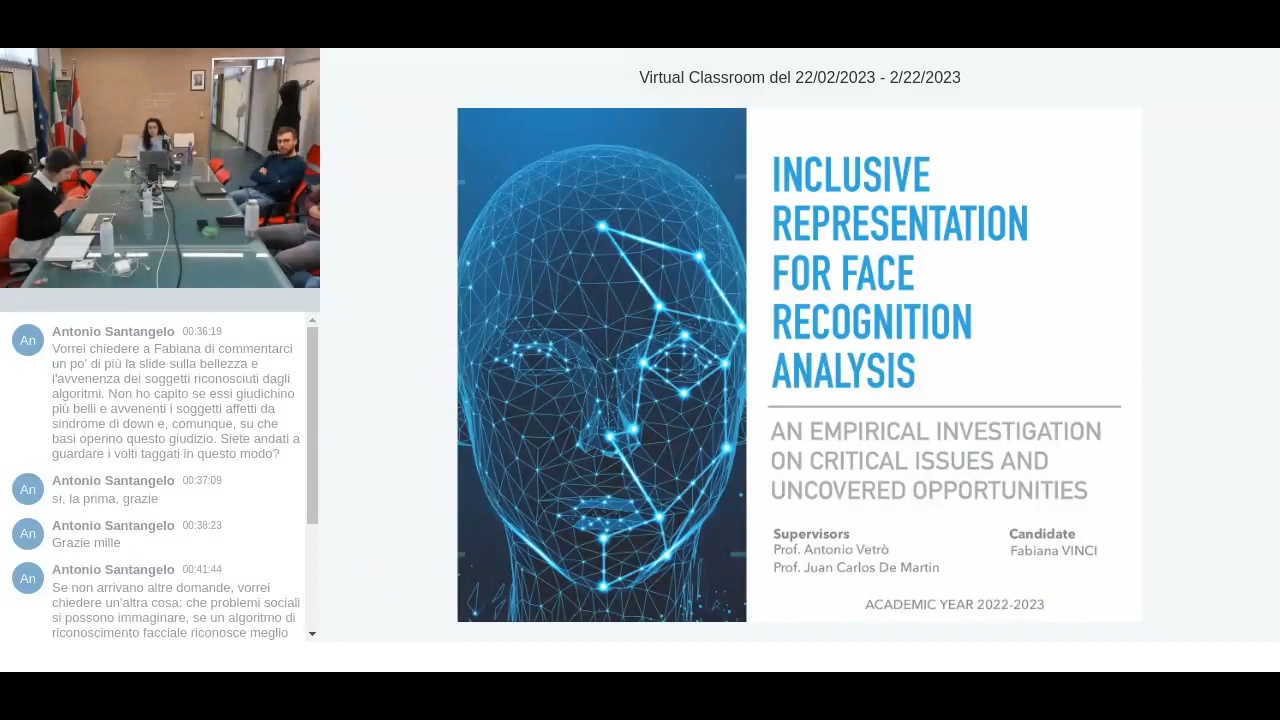 Virtual Classroom del 22/02/2023 - 2/22/2023
INCLUSIVE
REPRESENTATION
FOR FACE
RECOGNITION
ANALYSIS
AN EMPIRICAL INVESTIGATION
ON CRITICAL ISSUES AND
UNCOVERED OPPORTUNITIES
Supervisors
Prof. Antonio Vetrò
Prof. Juan Carlos De Martin
Candidate
Fabiana VINCI
ACADEMIC YEAR 2022-2023
An
Antonio Santangelo 00:36:19
Vorrei chiedere a Fabiana di commentarci
un po' di più la slide sulla bellezza e
l'avvenenza dei soggetti riconosciuti dagli
algoritmi. Non ho capito se essi giudichino
più belli e avvenenti i soggetti affetti da
sindrome di down e, comunque, su che
basi operino questo giudizio. Siete andati a
guardare i volti taggati in questo modo?
An
Antonio Santangelo 00:37:09
sì, la prima, grazie
An
Antonio Santangelo 00:38:23
Grazie mille
An
Antonio Santangelo 00:41:44
Se non arrivano altre domande, vorrei
chiedere un'altra cosa: che problemi sociali
si possono immaginare, se un algoritmo di
riconoscimento facciale riconosce meglio